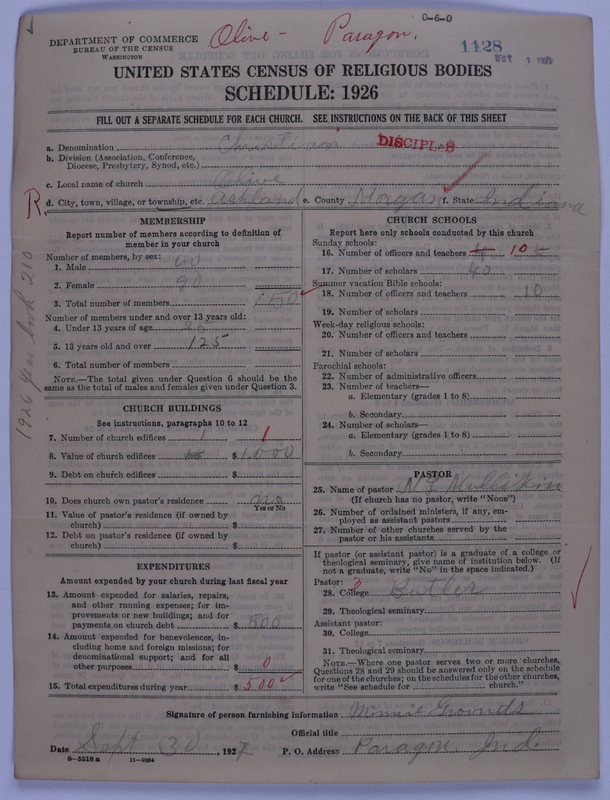 0-6-0
DEPARTMENT OF COMMERCE
BUREAU OF THE CENSUS
WASHINGTON
Olive - Paragon.
1128
UNITED STATES CENSUS OF RELIGIOUS BODIES
SCHEDULE: 1926
FILL OUT A SEPARATE SCHEDULE FOR EACH CHURCH. SEE INSTRUCTIONS ON THE BACK OF THIS SHEET
a. Denomination Christian DISCIPLES
b. Division (Association, Conference,
Diocese, Presbytery, Synod, etc.)
c. Local name of church Olive
R d. City, town, village, or township, etc. Ashland e. County Morgan f. State Indiana
1926 Year book 210
MEMBERSHIP
Report number of members according to definition of
member in your church
Number of members, by sex:
1. Male 60
2. Female 90
3. Total number of members 150
Number of members under and over 13 years old:
4. Under 13 years of age
5. 13 years old and over 125
6. Total number of members
NOTE.—The total given under Question 6 should be the
same as the total of males and females given under Question 3.
CHURCH BUILDINGS
See instructions, paragraphs 10 to 12
7. Number of church edifices 1 1
8. Value of church edifices $ 1000
9. Debt on church edifices $
10. Does church own pastor's residence no
Yes or No
11. Value of pastor's residence (if owned by
church) $
12. Debt on pastor's residence (if owned by
church) $
EXPENDITURES
Amount expended by your church during last fiscal year
13. Amount expended for salaries, repairs,
and other running expenses; for im-
provements or new buildings; and for
payments on church debt $ 500
14. Amount expended for benevolences, in-
cluding home and foreign missions; for
denominational support; and for all
other purposes $ 0
15. Total expenditures during year $ 500
CHURCH SCHOOLS
Report here only schools conducted by this church
Sunday schools:
16. Number of officers and teachers 10
17. Number of scholars 40
Summer vacation Bible schools:
18. Number of officers and teachers 10
19. Number of scholars
Week-day religious schools:
20. Number of officers and teachers
21. Number of scholars
Parochial schools:
22. Number of administrative officers
23. Number of teachers—
a. Elementary (grades 1 to 8)
b. Secondary
24. Number of scholars—
a. Elementary (grades 1 to 8)
b. Secondary
PASTOR
25. Name of pastor
(If church has no pastor, write "None")
26. Number of ordained ministers, if any, em-
ployed as assistant pastors
27. Number of other churches served by the
pastor or his assistants
If pastor (or assistant pastor) is a graduate of a college or
theological seminary, give name of institution below. (If
not a graduate, write "No" in the space indicated.)
Pastor: 3
28. College Butler
29. Theological seminary
Assistant pastor:
30. College
31. Theological seminary
NOTE.—Where one pastor serves two or more churches,
Questions 28 and 29 should be answered only on the schedule
for one of the churches; on the schedules for the other churches,
write "See schedule for church."
Signature of person furnishing information Minnie Grounds
Official title
Date Sept 30, 1927 P. O. Address Paragon Ind.
8-5518a 11-9054